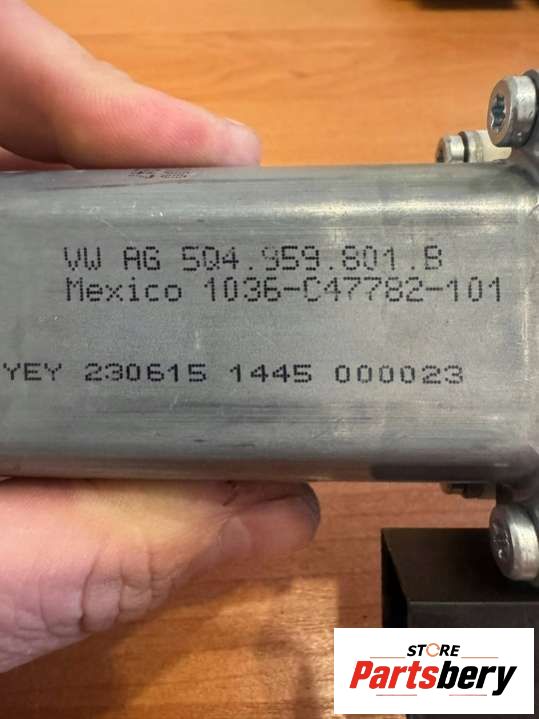 VW AG 5Q4.959.801.B
Mexico 1036-C47782-101
YEY 230615 1445 000023
STORE
Partsbery